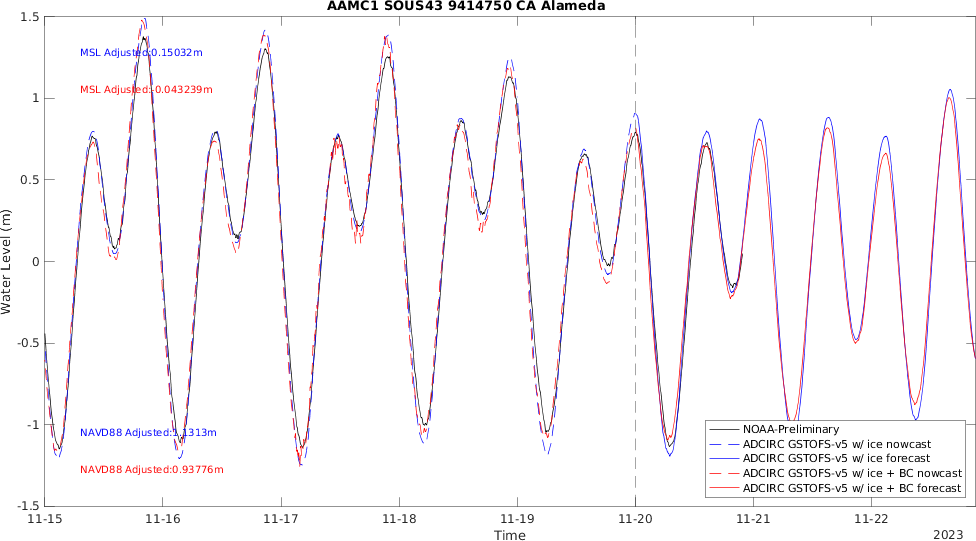 AAMC1 SOUS43 9414750 CA Alameda
1.5
MSL Adjusted:0.15032m
MSL Adjusted:-0.043239m
1
0.5
Water Level (m)
0
-0.5
-1
NAVD88 Adjusted:1.1313m
NAVD88 Adjusted:0.93776m
NOAA-Preliminary
ADCIRC GSTOFS-v5 w/ ice nowcast
ADCIRC GSTOFS-v5 w/ ice forecast
ADCIRC GSTOFS-v5 w/ ice + BC nowcast
ADCIRC GSTOFS-v5 w/ ice + BC forecast
-1.5
11-15 11-16 11-17 11-18 11-19 11-20 11-21 11-22
Time
2023